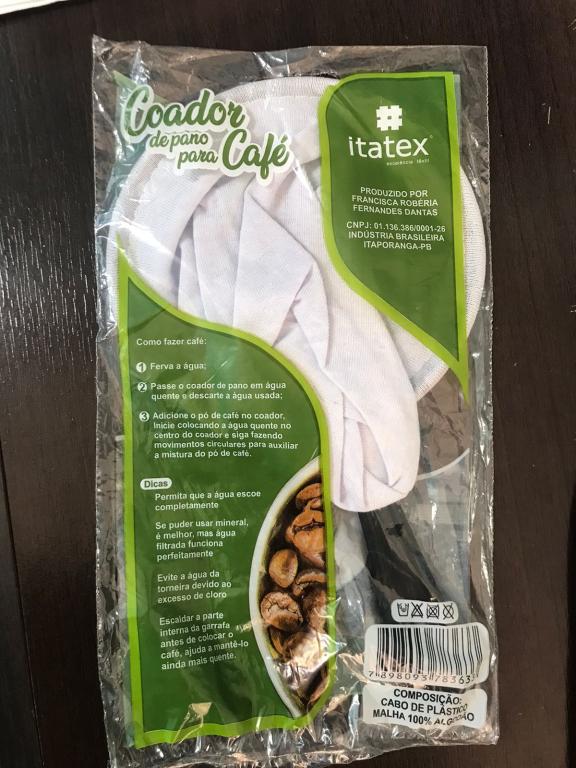 Coador
de pano
para Café
itatex
PRODUZIDO POR
FRANCISCA ROBÉRIA
FERNANDES DANTAS
CNPJ: 01.136.386/0001-26
INDÚSTRIA BRASILEIRA
ITAPORANGA-PB
Como fazer café:
1 Ferva a água;
2 Passe o coador de pano em água
quente e descarte a água usada;
3 Adicione o pó de café no coador,
Inicie colocando a água quente no
centro do coador e siga fazendo
movimentos circulares para auxiliar
a mistura do pó de café.
Dicas
Permita que a água escoe
completamente
Se puder usar mineral,
é melhor, mas água
filtrada funciona
perfeitamente
Evite a água da
torneira devido ao
excesso de cloro
Escaldar a parte
interna da garrafa
antes de colocar o
café, ajuda a mantê-lo
ainda mais quente.
7 898093 783633
COMPOSIÇÃO:
CABO DE PLÁSTICO
MALHA 100% ALGODÃO